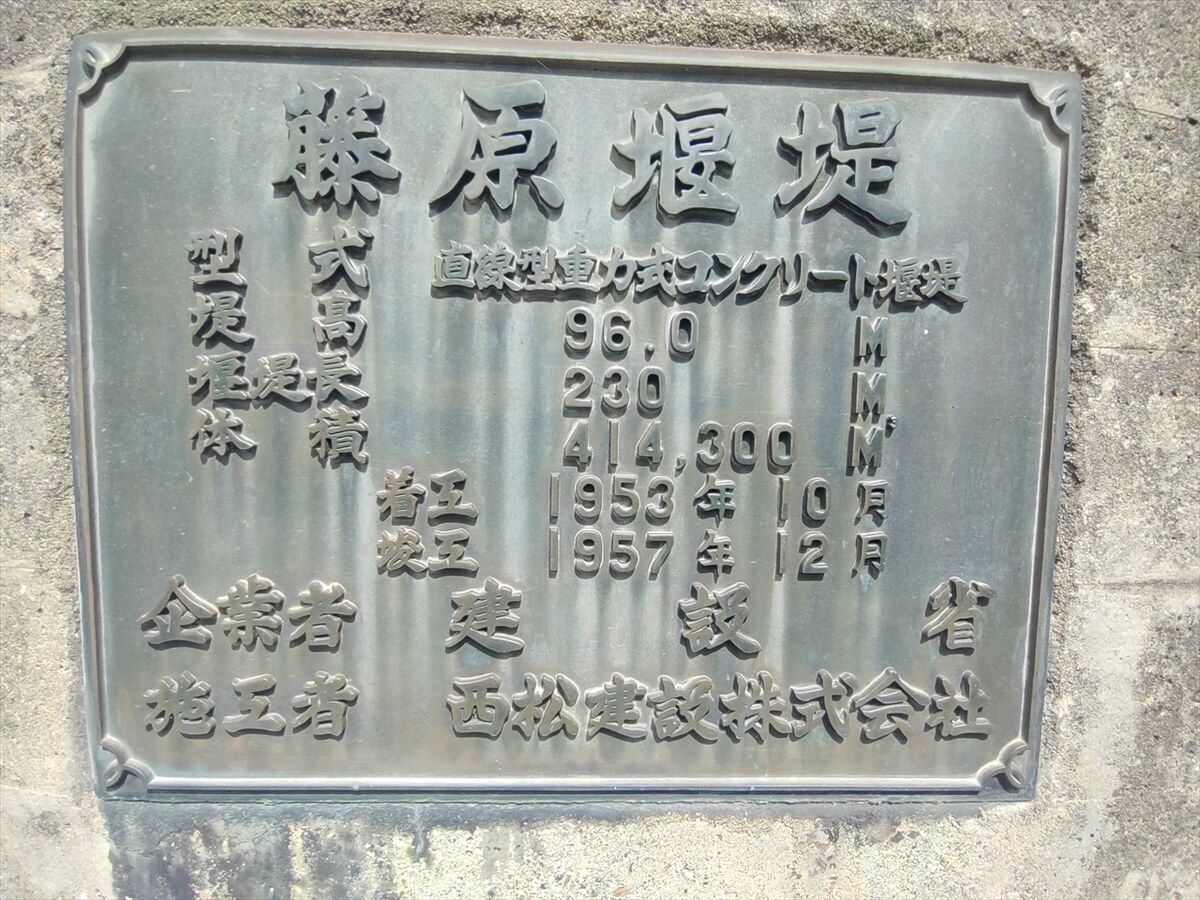 藤原堰堤
型式 直線型重力式コンクリート堰堤
堤高 96.0 M
堰堤長 230 M
体積 414,300 M³
着工 1953年10月
竣工 1957年12月
企業者 建設省
施工者 西松建設株式会社